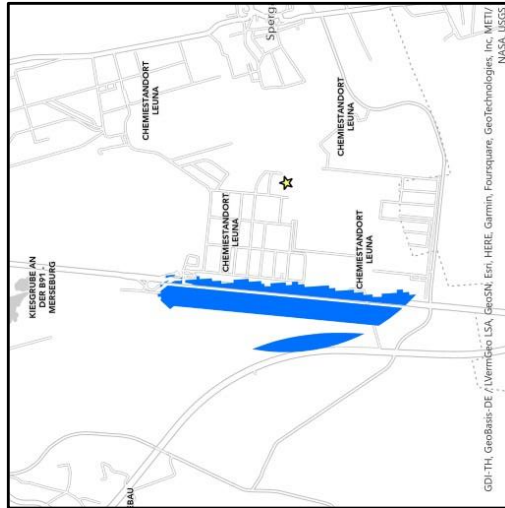 Sperg
CHEMIESTANDORT
LEUNA
CHEMIESTANDORT
LEUNA
KIESGRUBE AN
DER B91 -
MERSEBURG
CHEMIESTANDORT
LEUNA
CHEMIESTANDORT
LEUNA
EBAU
GDI-TH, GeoBasis-DE / LVermGeo LSA, GeoSN, Esri, HERE, Garmin, Foursquare, GeoTechnologies, Inc, METI/
NASA, USGS